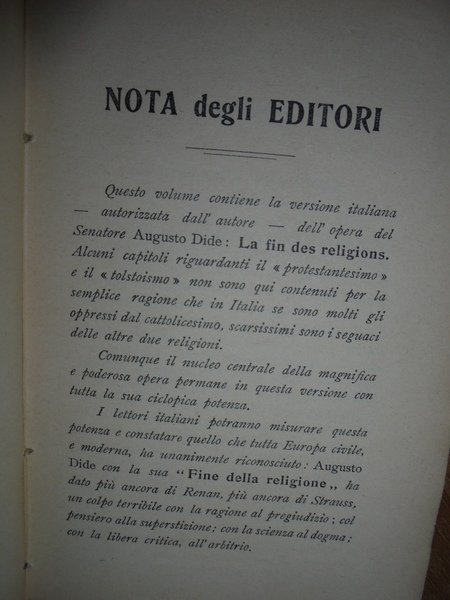 NOTA degli EDITORI
Questo volume contiene la versione italiana
— autorizzata dall' autore — dell' opera del
Senatore Augusto Dide : La fin des religions.
Alcuni capitoli riguardanti il « protestantesimo »
e il « tolstoismo » non sono qui contenuti per la
semplice ragione che in Italia se sono molti gli
oppressi dal cattolicesimo, scarsissimi sono i seguaci
delle altre due religioni.
Comunque il nucleo centrale della magnifica
e poderosa opera permane in questa versione con
tutta la sua ciclopica potenza.
I lettori italiani potranno misurare questa
potenza e constatare quello che tutta Europa civile,
e moderna, ha unanimente riconosciuto : Augusto
Dide con la sua “Fine della religione„ ha
dato più ancora di Renan, più ancora di Strauss,
un colpo terribile con la ragione al pregiudizio ; col
pensiero alla superstizione; con la scienza al dogma ;
con la libera critica, all'arbitrio.